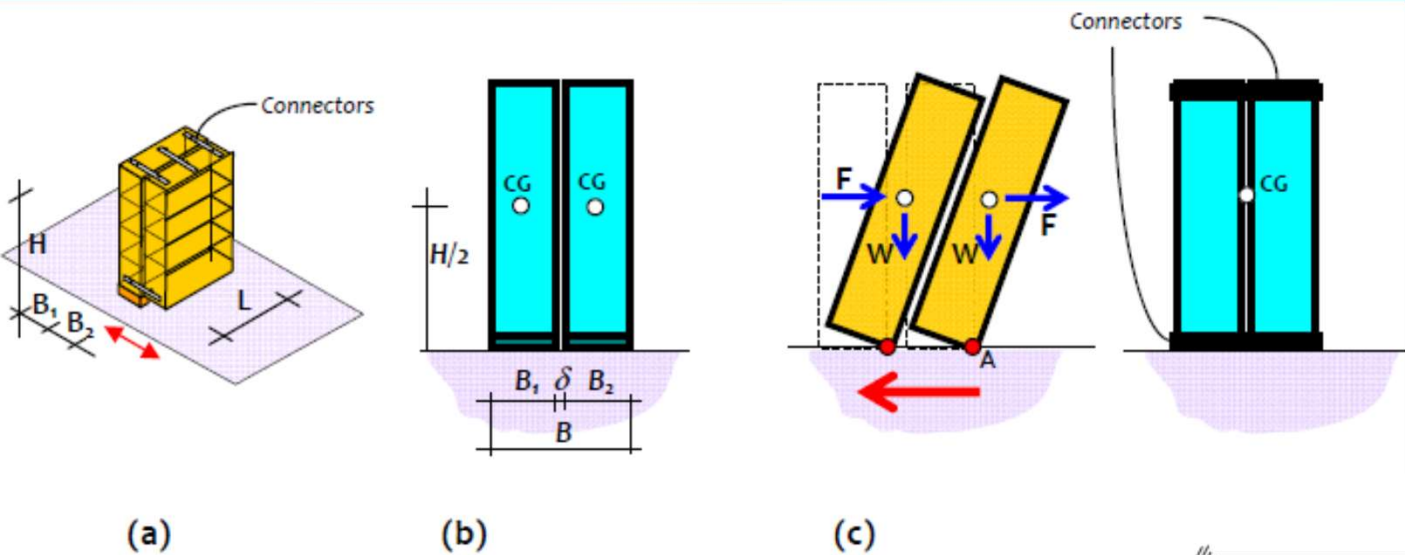 Connectors
H
B₁
B₂
L
(a)
CG CG
H/2
B₁ δ B₂
B
(b)
F
F
W W
A
(c)
Connectors
CG